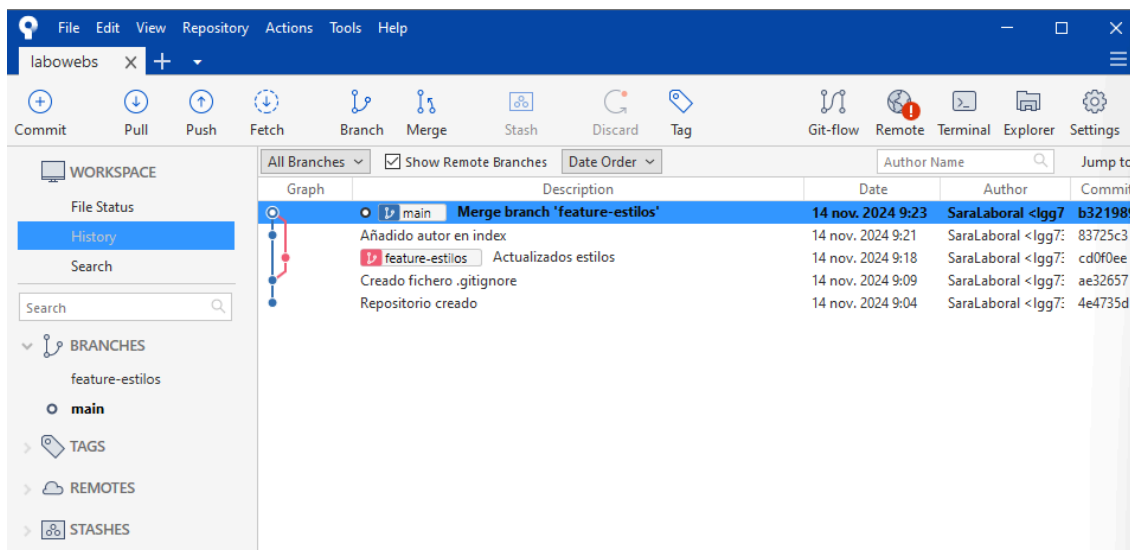 File Edit View Repository Actions Tools Help
labowebs
Commit Pull Push Fetch Branch Merge Stash Discard Tag Git-flow Remote Terminal Explorer Settings
WORKSPACE
File Status
History
Search
Search
BRANCHES
feature-estilos
main
TAGS
REMOTES
STASHES
All Branches Show Remote Branches Date Order Author Name Jump to
Graph Description Date Author Commit
main Merge branch 'feature-estilos' 14 nov. 2024 9:23 SaraLaboral <lgg7 b321989
Añadido autor en index 14 nov. 2024 9:21 SaraLaboral <lgg7: 83725c3
feature-estilos Actualizados estilos 14 nov. 2024 9:18 SaraLaboral <lgg7: cd0f0ee
Creado fichero .gitignore 14 nov. 2024 9:09 SaraLaboral <lgg7: ae32657
Repositorio creado 14 nov. 2024 9:04 SaraLaboral <lgg7: 4e4735d